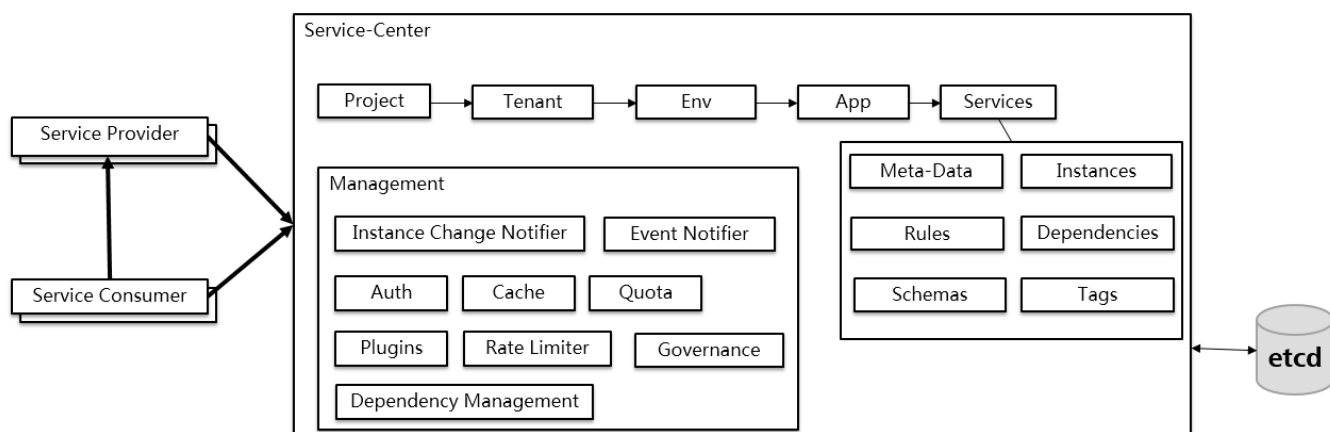 Service-Center
Project
Tenant
Env
App
Services
Service Provider
Service Consumer
Management
Instance Change Notifier
Event Notifier
Auth
Cache
Quota
Plugins
Rate Limiter
Governance
Dependency Management
Meta-Data
Instances
Rules
Dependencies
Schemas
Tags
etcd